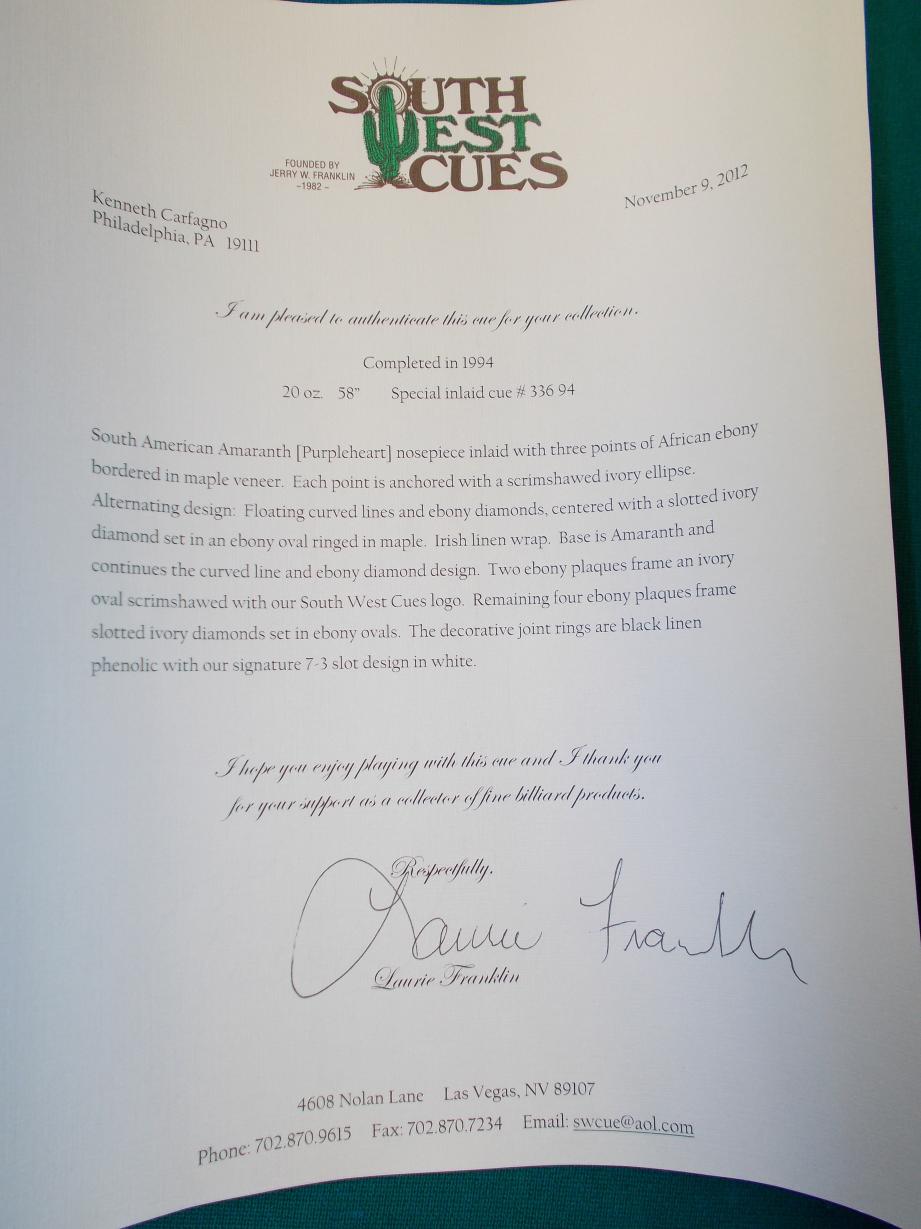 SOUTH
WEST
CUES
FOUNDED BY
JERRY W. FRANKLIN
-1982-
November 9, 2012
Kenneth Carfagno
Philadelphia, PA 19111
I am pleased to authenticate this cue for your collection.
Completed in 1994
20 oz. 58” Special inlaid cue # 336 94
South American Amaranth [Purpleheart] nosepiece inlaid with three points of African ebony
bordered in maple veneer. Each point is anchored with a scrimshawed ivory ellipse.
Alternating design: Floating curved lines and ebony diamonds, centered with a slotted ivory
diamond set in an ebony oval ringed in maple. Irish linen wrap. Base is Amaranth and
continues the curved line and ebony diamond design. Two ebony plaques frame an ivory
oval scrimshawed with our South West Cues logo. Remaining four ebony plaques frame
slotted ivory diamonds set in ebony ovals. The decorative joint rings are black linen
phenolic with our signature 7-3 slot design in white.
I hope you enjoy playing with this cue and I thank you
for your support as a collector of fine billiard products.
Respectfully,
Laurie Franklin
Laurie Franklin
4608 Nolan Lane Las Vegas, NV 89107
Phone: 702.870.9615 Fax: 702.870.7234 Email: swcue@aol.com